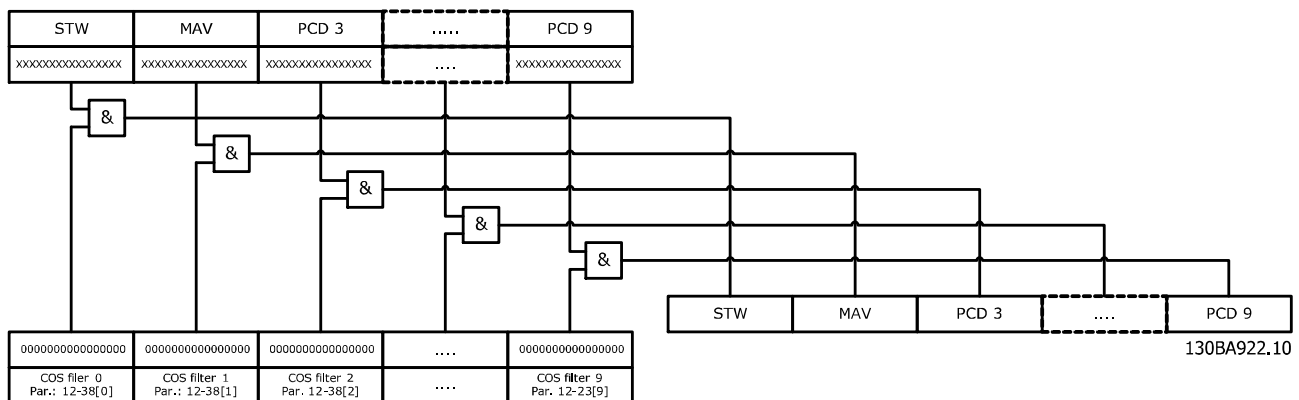 STW MAV PCD 3 ..... PCD 9
XXXXXXXXXXXXXXXX XXXXXXXXXXXXXXXX XXXXXXXXXXXXXXXX .... XXXXXXXXXXXXXXXX
&
&
&
&
&
STW MAV PCD 3 .... PCD 9
130BA922.10
0000000000000000 0000000000000000 0000000000000000 .... 0000000000000000
COS filer 0 COS filter 1 COS filter 2 .... COS filter 9
Par.: 12-38[0] Par.: 12-38[1] Par. 12-38[2] Par. 12-23[9]